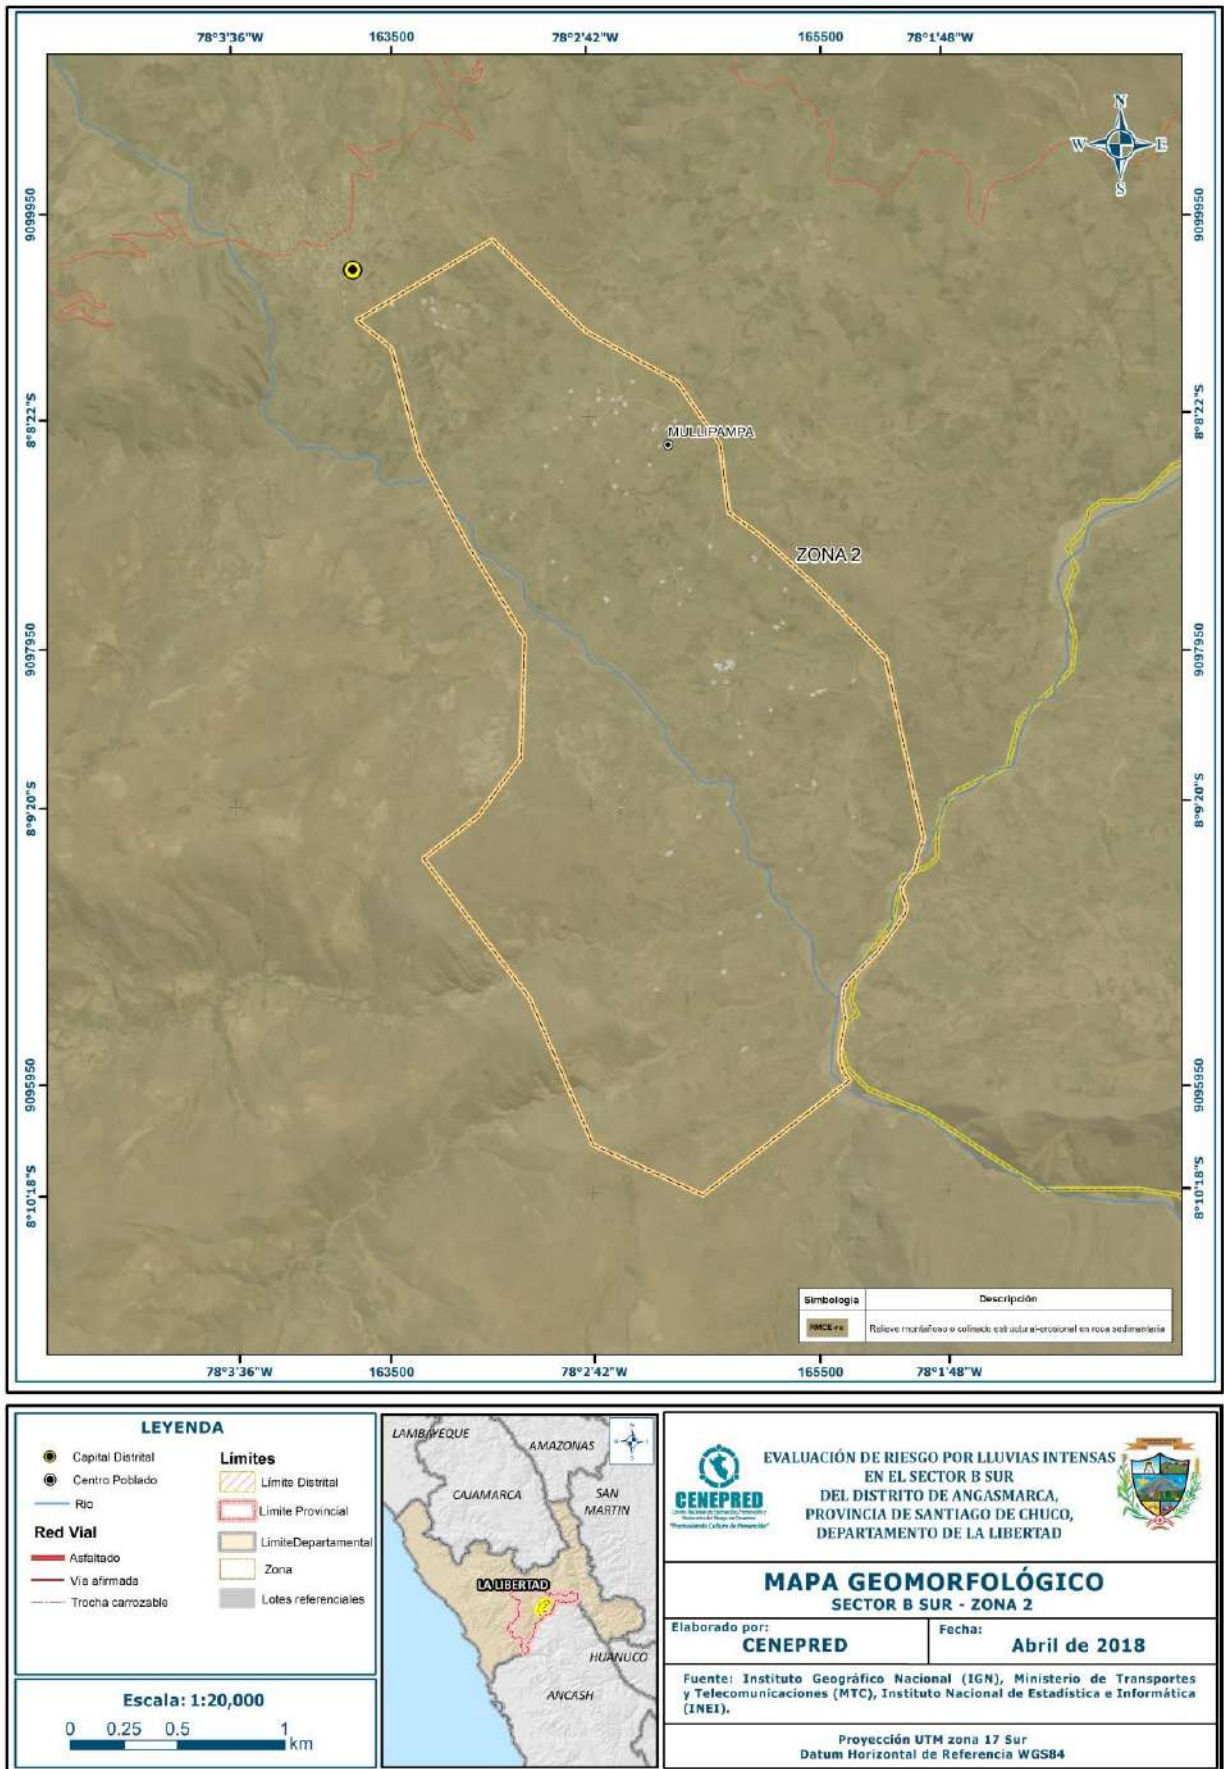 78°3'36"W
163500
78°2'42"W
165500
78°1'48"W
N
W
E
S
9099950
9099950
8°8'22"S
8°8'22"S
MULLIPAMPA
ZONA 2
9097950
9097950
8°9'20"S
8°9'20"S
9095950
9095950
8°10'18"S
8°10'18"S
Simbología
Descripción
RMCE-rs
Relieve montañoso o colinado estructural-erosional en roca sedimentaria
78°3'36"W
163500
78°2'42"W
165500
78°1'48"W
LEYENDA
Capital Distrital
Centro Poblado
Rio
Red Vial
Asfaltado
Via afirmada
Trocha carrozable
Límites
Límite Distrital
Limite Provincial
LimiteDepartamental
Zona
Lotes referenciales
Escala: 1:20,000
0 0.25 0.5 1
km
LAMBAYEQUE
AMAZONAS
CAJAMARCA
SAN
MARTIN
LA LIBERTAD
HUANUCO
ANCASH
CENEPRED
"Promoviendo Cultura de Prevención"
EVALUACIÓN DE RIESGO POR LLUVIAS INTENSAS
EN EL SECTOR B SUR
DEL DISTRITO DE ANGASMARCA,
PROVINCIA DE SANTIAGO DE CHUCO,
DEPARTAMENTO DE LA LIBERTAD
MAPA GEOMORFOLÓGICO
SECTOR B SUR - ZONA 2
Elaborado por:
CENEPRED
Fecha:
Abril de 2018
Fuente: Instituto Geográfico Nacional (IGN), Ministerio de Transportes
y Telecomunicaciones (MTC), Instituto Nacional de Estadística e Informática
(INEI).
Proyección UTM zona 17 Sur
Datum Horizontal de Referencia WGS84